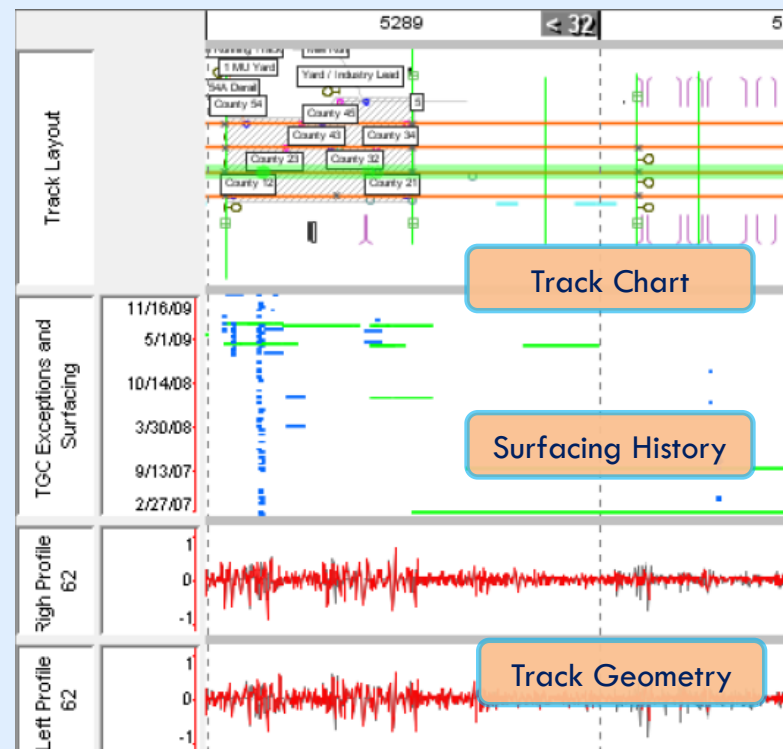 5289
< 32
5
Track Layout
1 MU Yard
54A Derail
Yard / Industry Lead
County 54
County 45
5
County 43
County 34
County 23
County 32
County 12
County 21
Track Chart
TGC Exceptions and
Surfacing
11/16/09
5/1/09
10/14/08
3/30/08
9/13/07
2/27/07
Surfacing History
Righ Profile
62
1
0
-1
Left Profile
62
1
0
-1
Track Geometry